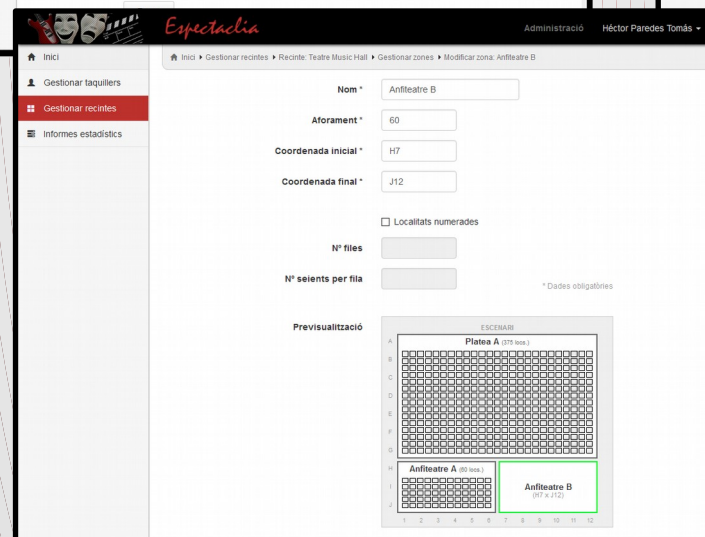 Espectaclia
Administració Héctor Paredes Tomás
Inici
Gestionar taquillers
Gestionar recintes
Informes estadístics
Inici Gestionar recintes Recinte: Teatre Music Hall Gestionar zones Modificar zona: Anfiteatre B
Nom * Anfiteatre B
Aforament * 60
Coordenada inicial * H7
Coordenada final * J12
Localitats numerades
Nº files
Nº seients per fila
* Dades obligatòries
Previsualització
ESCENARI
Platea A (375 locs.)
A
B
C
D
E
F
G
H
I
J
Anfiteatre A (60 locs.)
Anfiteatre B
(H7 x J12)
1 2 3 4 5 6 7 8 9 10 11 12